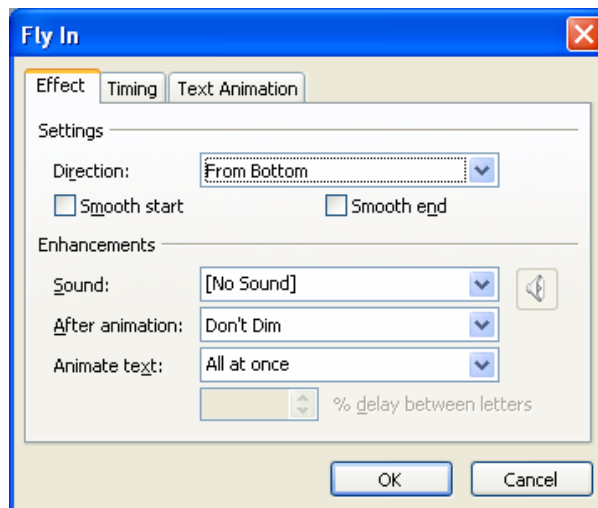 Fly In
Effect Timing Text Animation
Settings
Direction: From Bottom
Smooth start Smooth end
Enhancements
Sound: [No Sound]
After animation: Don't Dim
Animate text: All at once
% delay between letters
OK Cancel